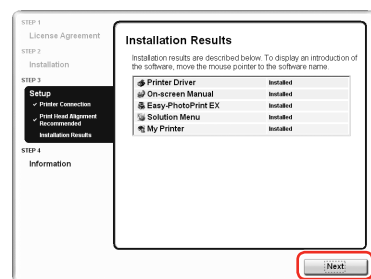 STEP 1
License Agreement
STEP 2
Installation
STEP 3
Setup
Printer Connection
Print Head Alignment
Recommended
Installation Results
STEP 4
Information
Installation Results
Installation results are described below. To display an introduction of
the software, move the mouse pointer to the software name.
Printer Driver Installed
On-screen Manual Installed
Easy-PhotoPrint EX Installed
Solution Menu Installed
My Printer Installed
Next